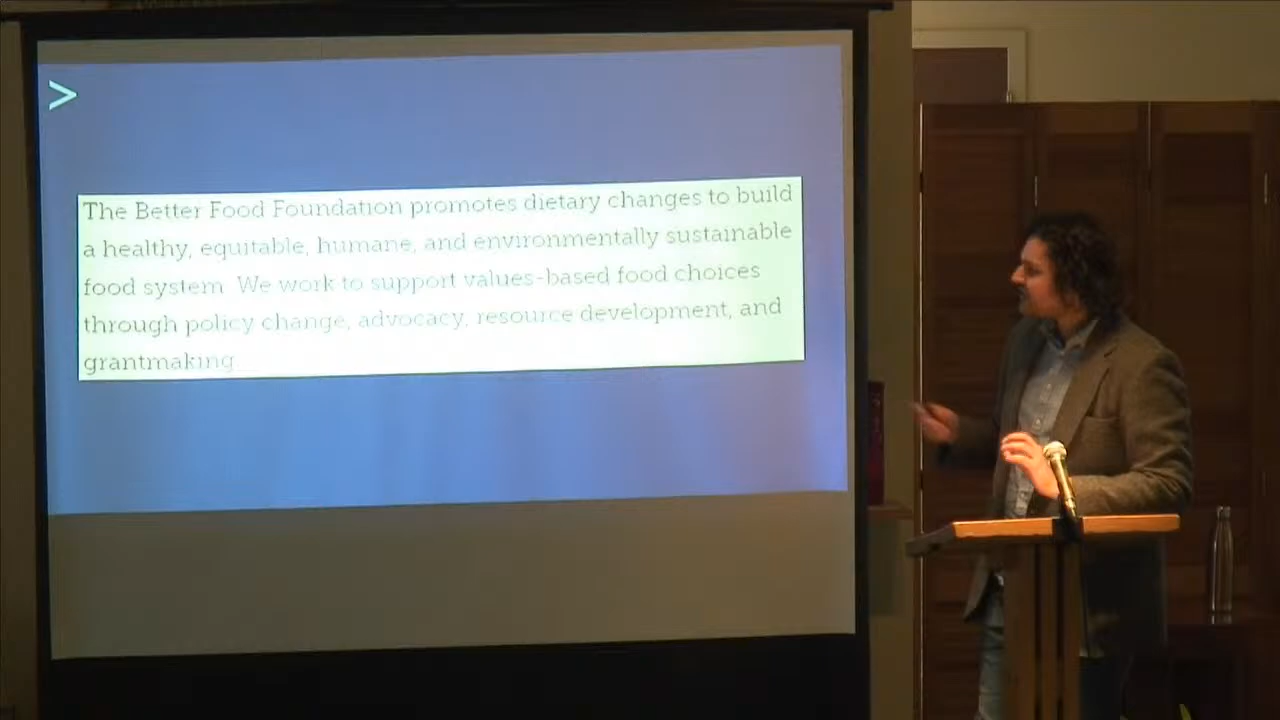 >
The Better Food Foundation promotes dietary changes to build
a healthy, equitable, humane, and environmentally sustainable
food system. We work to support values-based food choices
through policy change, advocacy, resource development, and
grantmaking